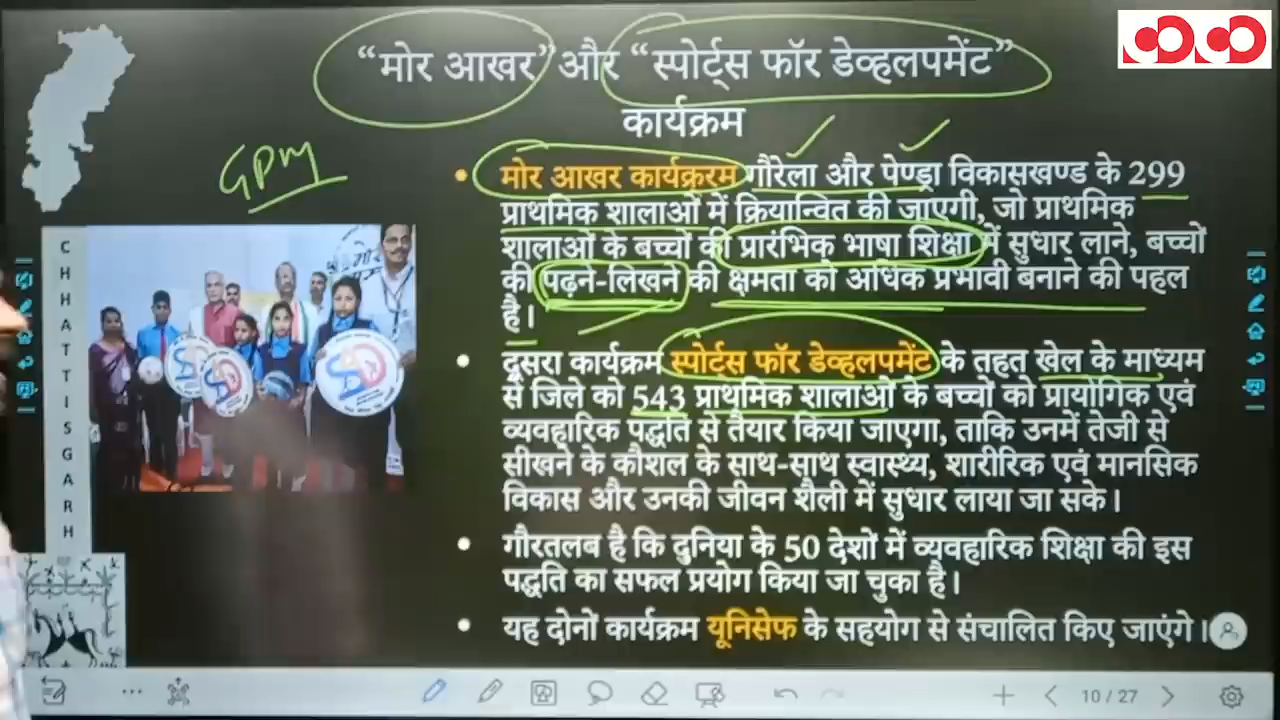 “मोर आखर” और “स्पोर्ट्स फॉर डेव्हलपमेंट”
कार्यक्रम
GPM
• मोर आखर कार्यक्ररम गौरेला और पेण्ड्रा विकासखण्ड के 299
प्राथमिक शालाओं में क्रियान्वित की जाएगी, जो प्राथमिक
शालाओं के बच्चों की प्रारंभिक भाषा शिक्षा में सुधार लाने, बच्चों
की पढ़ने-लिखने की क्षमता को अधिक प्रभावी बनाने की पहल
है।
• दूसरा कार्यक्रम स्पोर्ट्स फॉर डेव्हलपमेंट के तहत खेल के माध्यम
से जिले को 543 प्राथमिक शालाओं के बच्चों को प्रायोगिक एवं
व्यवहारिक पद्धति से तैयार किया जाएगा, ताकि उनमें तेजी से
सीखने के कौशल के साथ-साथ स्वास्थ्य, शारीरिक एवं मानसिक
विकास और उनकी जीवन शैली में सुधार लाया जा सके।
• गौरतलब है कि दुनिया के 50 देशों में व्यवहारिक शिक्षा की इस
पद्धति का सफल प्रयोग किया जा चुका है।
• यह दोनों कार्यक्रम यूनिसेफ के सहयोग से संचालित किए जाएंगे।
CHHATTISGARH
10 / 27